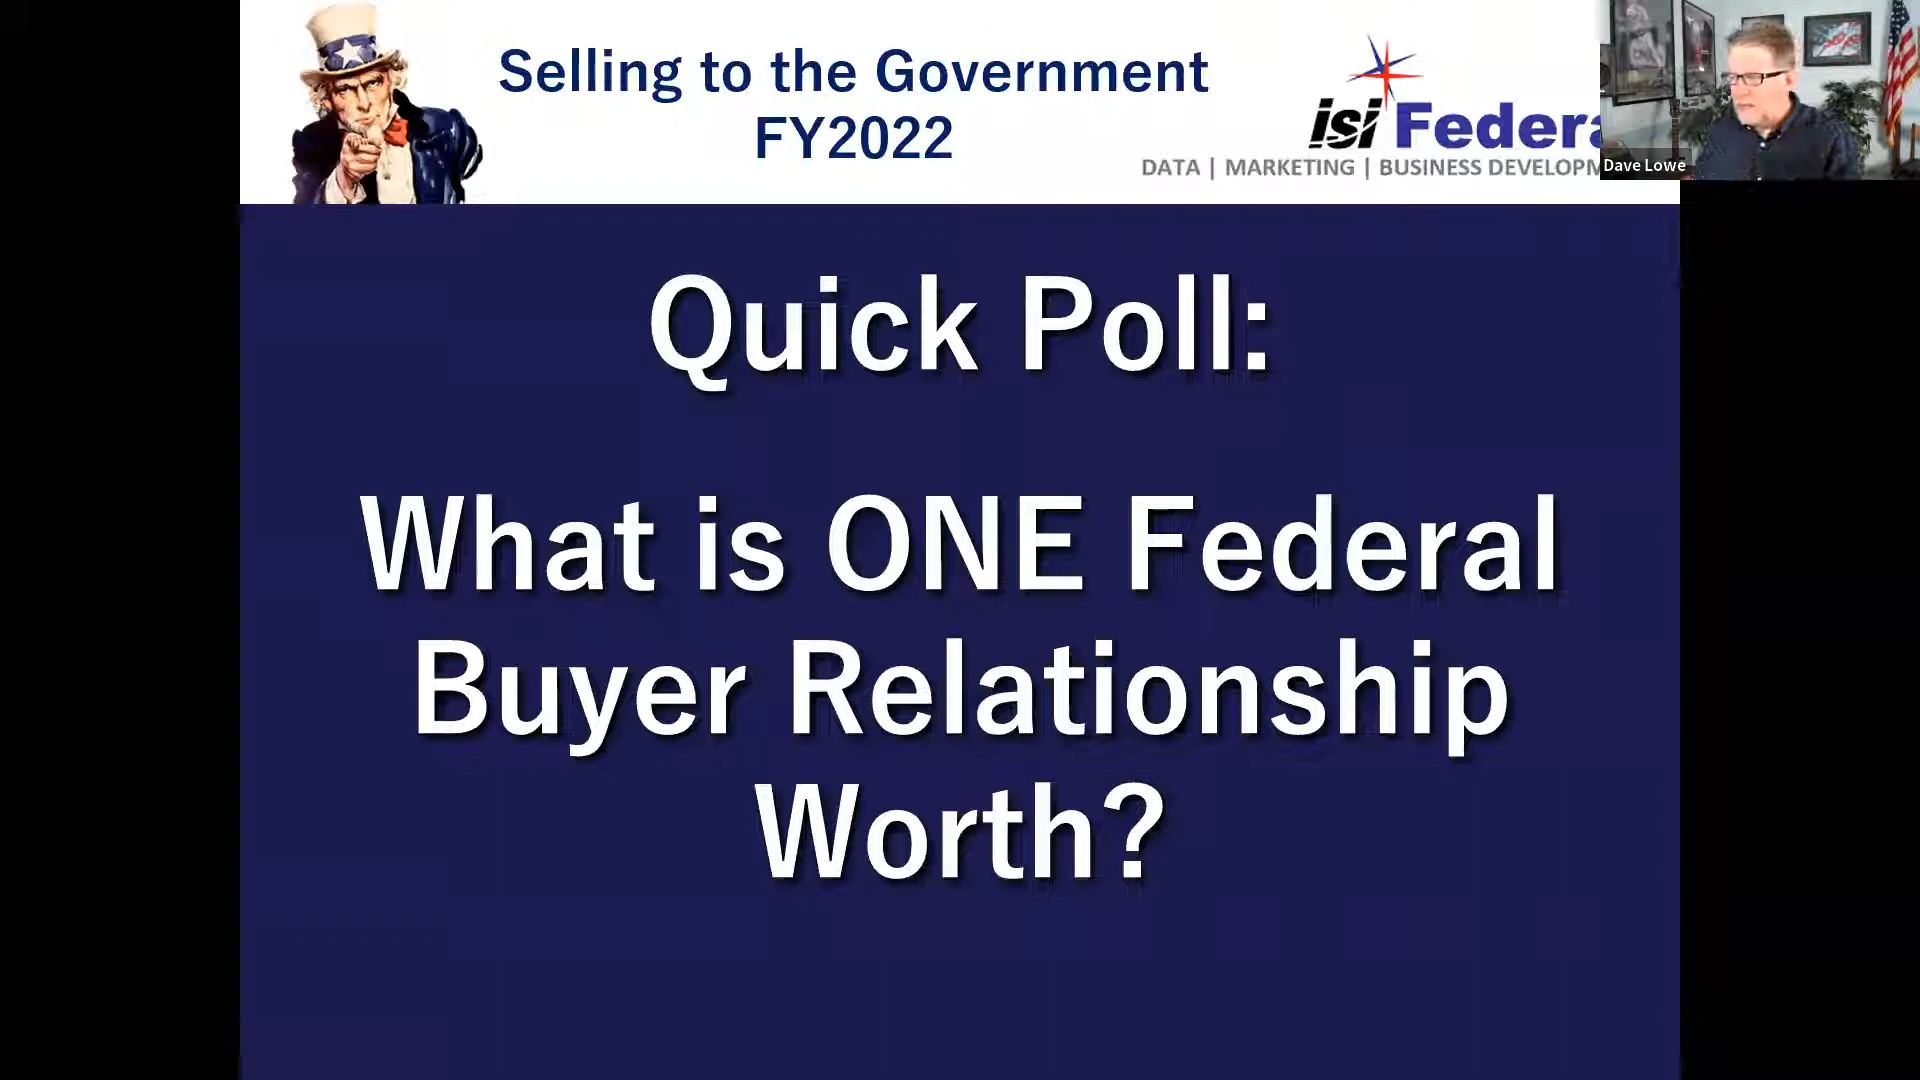 Selling to the Government
FY2022
isi Federa
DATA | MARKETING | BUSINESS DEVELOPM
Dave Lowe
Quick Poll:
What is ONE Federal
Buyer Relationship
Worth?